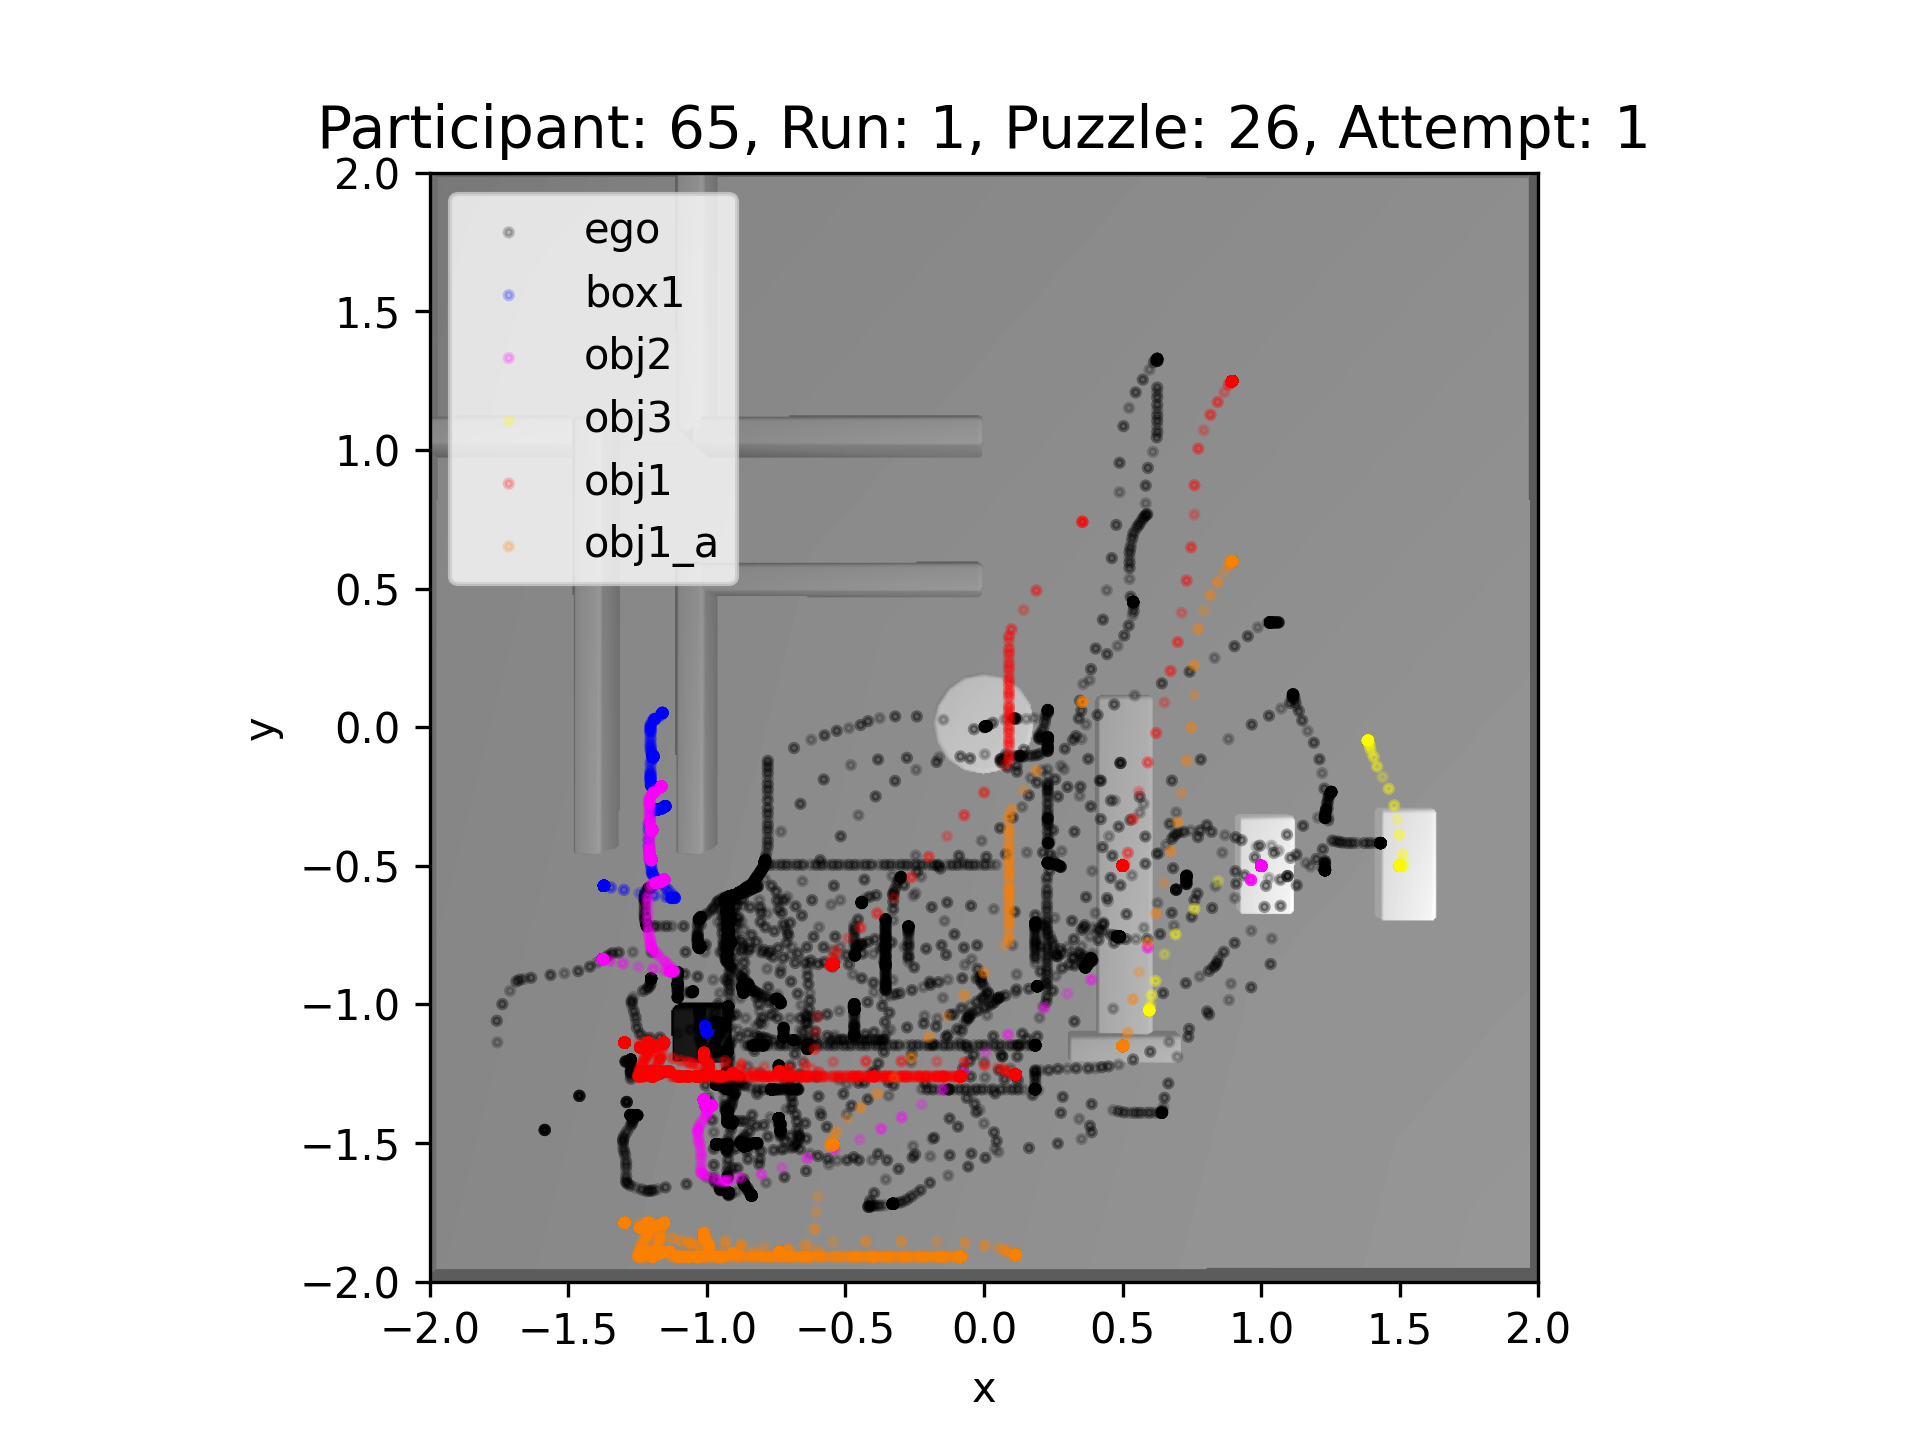 Participant: 65, Run: 1, Puzzle: 26, Attempt: 1
2.0
1.5
1.0
0.5
0.0
−0.5
−1.0
−1.5
−2.0
y
ego
box1
obj2
obj3
obj1
obj1_a
−2.0 −1.5 −1.0 −0.5 0.0 0.5 1.0 1.5 2.0
x